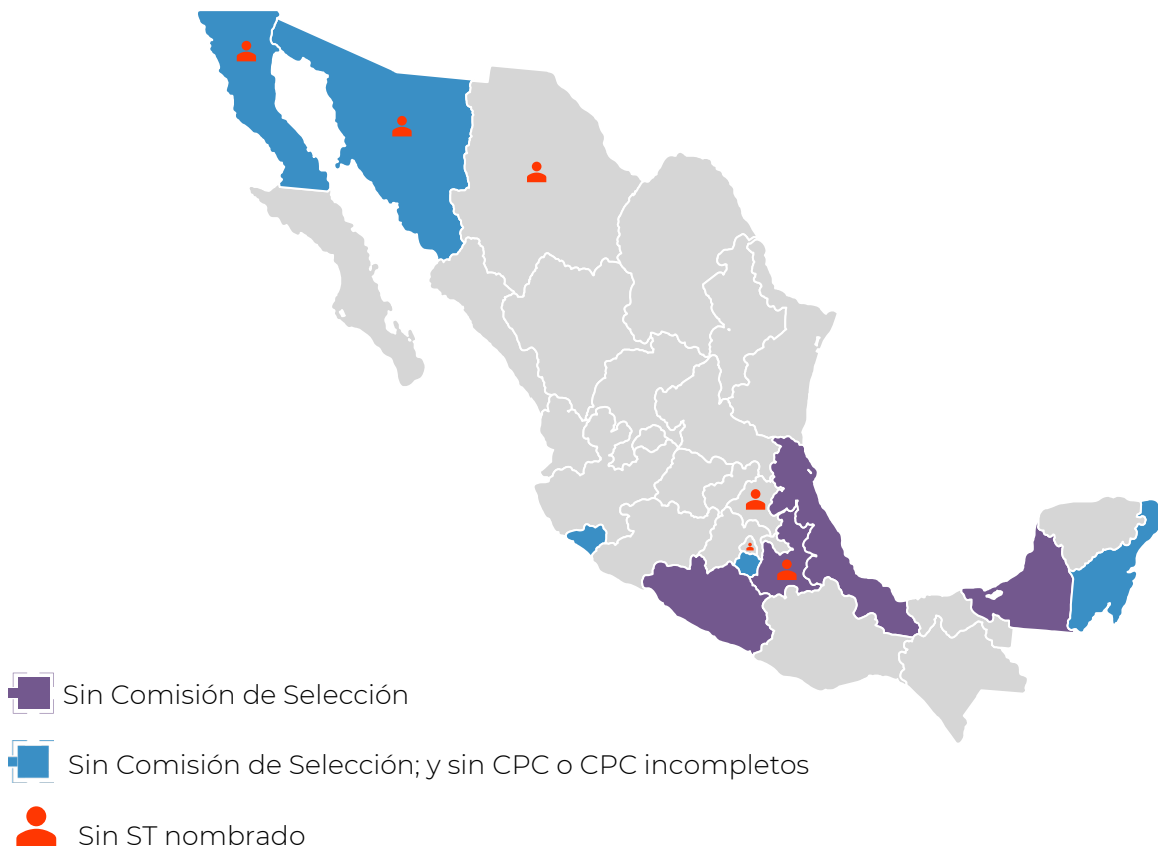 Sin Comisión de Selección
Sin Comisión de Selección; y sin CPC o CPC incompletos
Sin ST nombrado